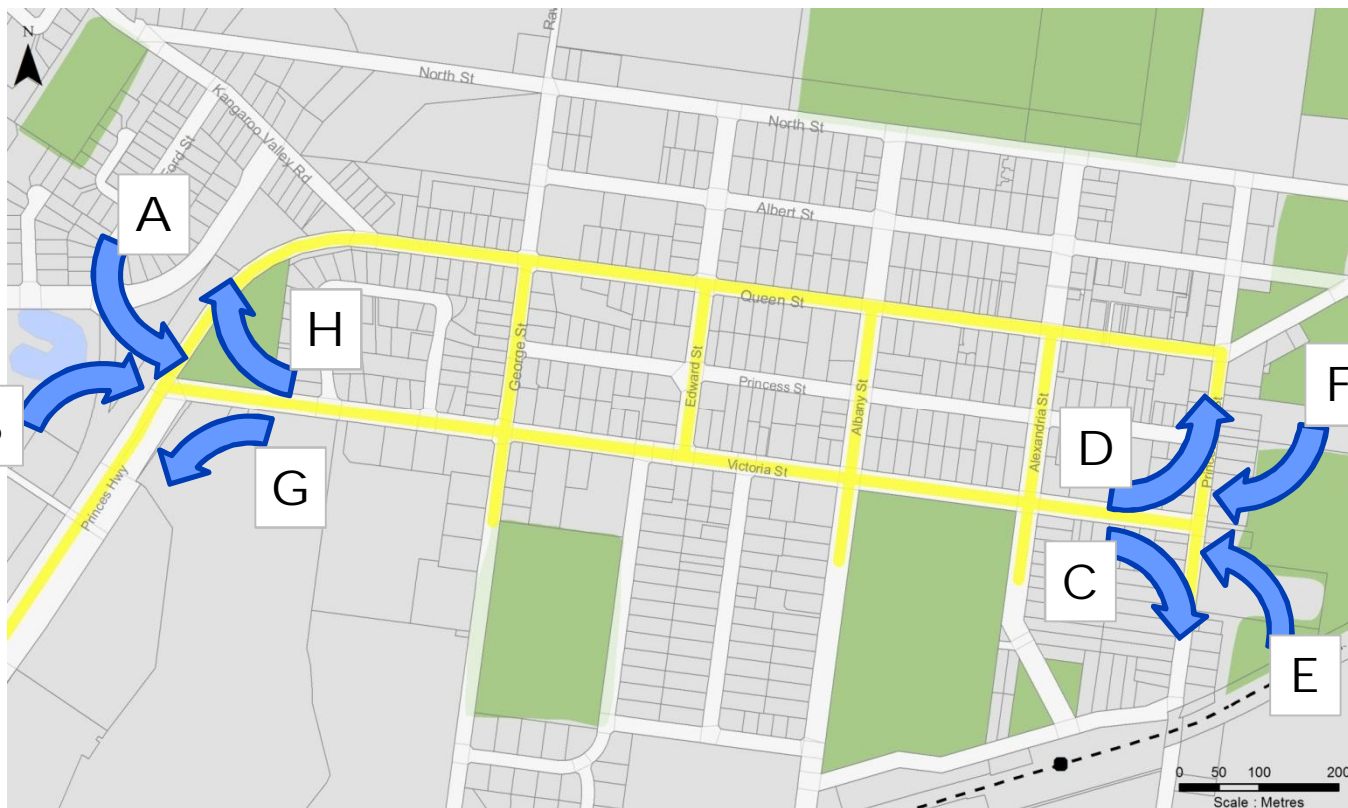 N
North St
Kangaroo Valley Rd
North St
A
Albert St
H
Queen St
George St
Princess St
Edward St
Albany St
Alexandria St
F
D
Victoria St
G
Princes Hwy
C
E
0 50 100 200
Scale : Metres